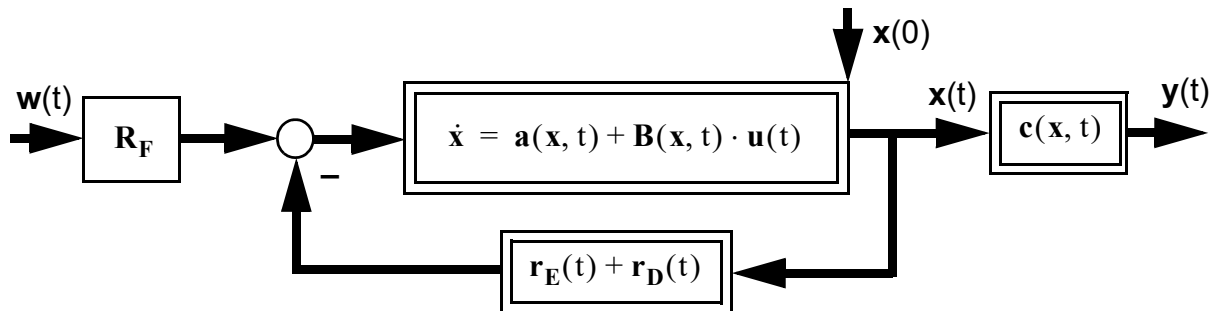 x(0)
w(t)
R_F
ẋ = a(x, t) + B(x, t) · u(t)
x(t)
c(x, t)
y(t)
–
r_E(t) + r_D(t)